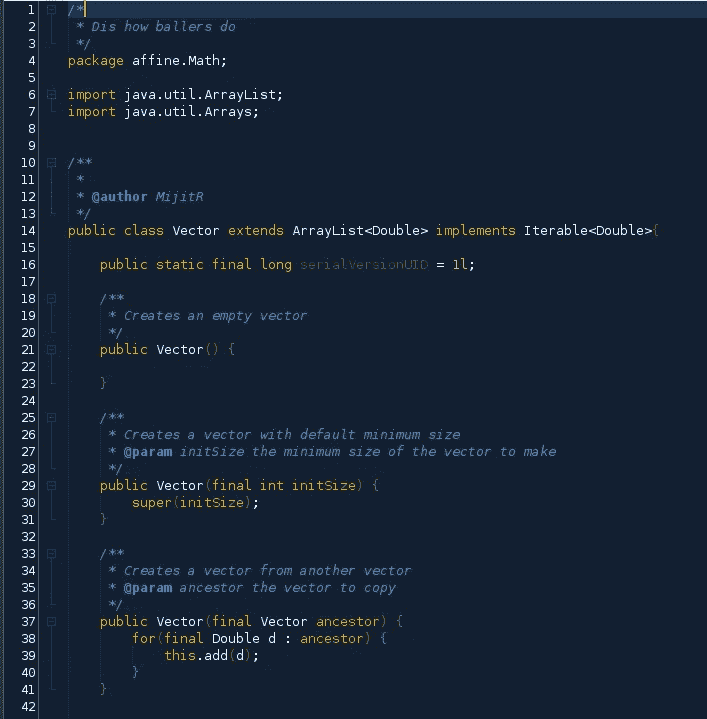 1 /*
2  * Dis how ballers do
3  */
4 package affine.Math;
5
6 import java.util.ArrayList;
7 import java.util.Arrays;
8
9
10 /**
11  *
12  * @author MijitR
13  */
14 public class Vector extends ArrayList<Double> implements Iterable<Double>{
15
16     public static final long serialVersionUID = 1l;
17
18     /**
19      * Creates an empty vector
20      */
21     public Vector() {
22
23     }
24
25     /**
26      * Creates a vector with default minimum size
27      * @param initSize the minimum size of the vector to make
28      */
29     public Vector(final int initSize) {
30         super(initSize);
31     }
32
33     /**
34      * Creates a vector from another vector
35      * @param ancestor the vector to copy
36      */
37     public Vector(final Vector ancestor) {
38         for(final Double d : ancestor) {
39             this.add(d);
40         }
41     }
42